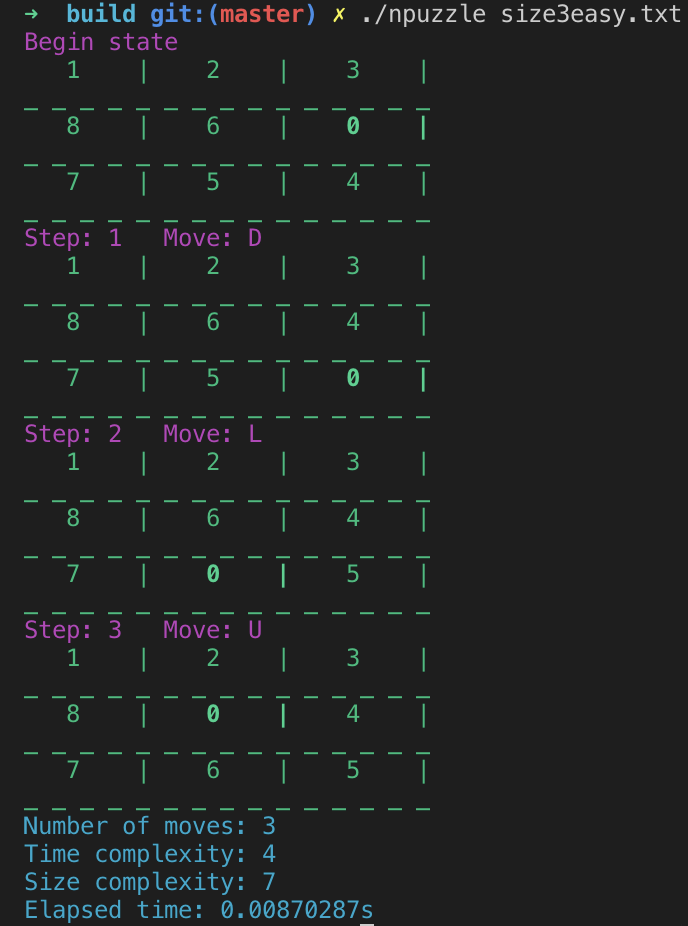 ➜  build git:(master) ✗ ./npuzzle size3easy.txt
Begin state
   1    |    2    |    3    |
_ _ _ _ _ _ _ _ _ _ _ _ _ _ _
   8    |    6    |    0    |
_ _ _ _ _ _ _ _ _ _ _ _ _ _ _
   7    |    5    |    4    |
_ _ _ _ _ _ _ _ _ _ _ _ _ _ _
Step: 1   Move: D
   1    |    2    |    3    |
_ _ _ _ _ _ _ _ _ _ _ _ _ _ _
   8    |    6    |    4    |
_ _ _ _ _ _ _ _ _ _ _ _ _ _ _
   7    |    5    |    0    |
_ _ _ _ _ _ _ _ _ _ _ _ _ _ _
Step: 2   Move: L
   1    |    2    |    3    |
_ _ _ _ _ _ _ _ _ _ _ _ _ _ _
   8    |    6    |    4    |
_ _ _ _ _ _ _ _ _ _ _ _ _ _ _
   7    |    0    |    5    |
_ _ _ _ _ _ _ _ _ _ _ _ _ _ _
Step: 3   Move: U
   1    |    2    |    3    |
_ _ _ _ _ _ _ _ _ _ _ _ _ _ _
   8    |    0    |    4    |
_ _ _ _ _ _ _ _ _ _ _ _ _ _ _
   7    |    6    |    5    |
_ _ _ _ _ _ _ _ _ _ _ _ _ _ _
Number of moves: 3
Time complexity: 4
Size complexity: 7
Elapsed time: 0.00870287s